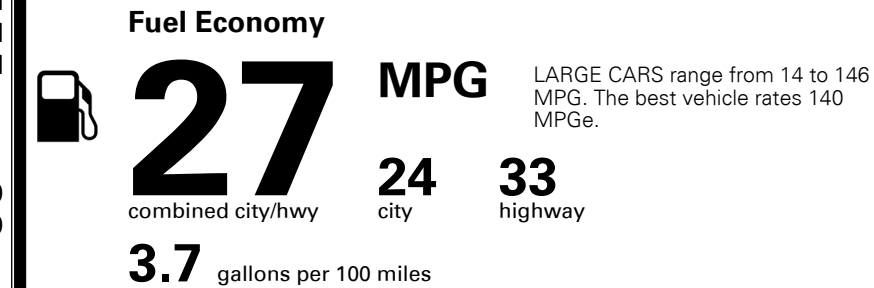 Fuel Economy
27 MPG
LARGE CARS range from 14 to 146
MPG. The best vehicle rates 140
MPGe.
24 33
combined city/hwy city highway
3.7 gallons per 100 miles